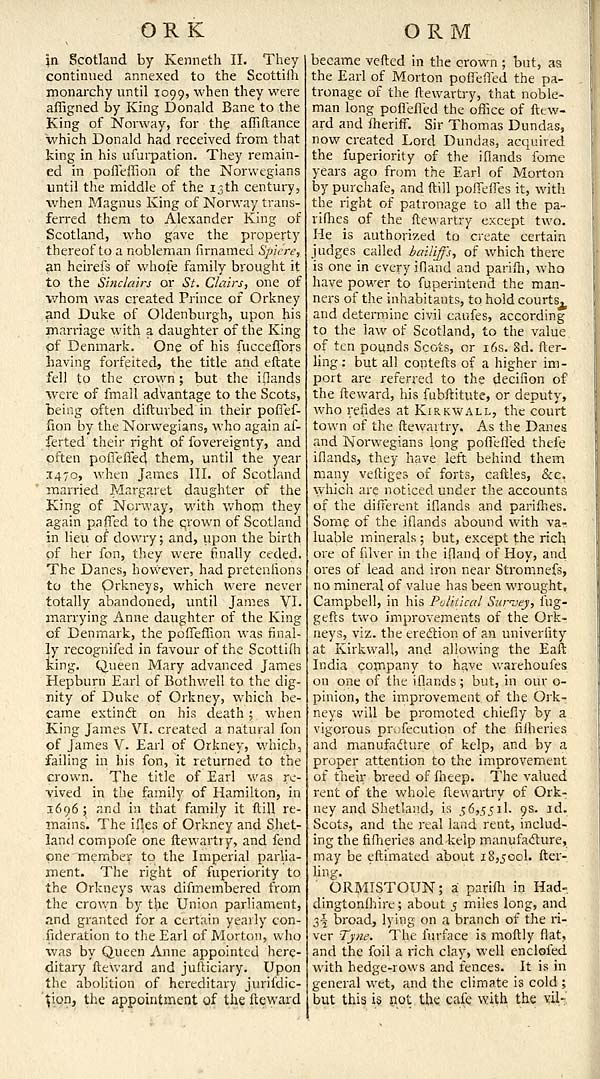 ORK
in Scotland by Kenneth II. They
continued annexed to the Scottiſh
monarchy until 1099, when they were
aſſigned by King Donald Bane to the
King of Norway, for the aſſiſtance
which Donald had received from that
king in his uſurpation. They remain-
ed in poſſeſſion of the Norwegians
until the middle of the 13th century,
when Magnus King of Norway trans-
ferred them to Alexander King of
Scotland, who gave the property
thereof to a nobleman ſirnamed Spiere,
an heireſs of whoſe family brought it
to the Sinclairs or St. Clairs, one of
whom was created Prince of Orkney
and Duke of Oldenburgh, upon his
marriage with a daughter of the King
of Denmark. One of his ſucceſſors
having forfeited, the title and eſtate
fell to the crown; but the iſlands
were of ſmall advantage to the Scots,
being often diſturbed in their poſſeſ-
ſion by the Norwegians, who again aſ-
ſerted their right of ſovereignty, and
often poſſeſſed them, until the year
1470, when James III. of Scotland
married Margaret daughter of the
King of Norway, with whom they
again paſſed to the crown of Scotland
in lieu of dowry; and, upon the birth
of her ſon, they were finally ceded.
The Danes, however, had pretenſions
to the Orkneys, which were never
totally abandoned, until James VI.
marrying Anne daughter of the King
of Denmark, the poſſeſſion was final-
ly recogniſed in favour of the Scottiſh
king. Queen Mary advanced James
Hepburn Earl of Bothwell to the dig-
nity of Duke of Orkney, which be-
came extinct on his death; when
King James VI. created a natural ſon
of James V. Earl of Orkney, which,
failing in his ſon, it returned to the
crown. The title of Earl was re-
vived in the family of Hamilton, in
1696; and in that family it ſtill re-
mains. The iſles of Orkney and Shet-
land compoſe one ſtewartry, and ſend
one member to the Imperial parlia-
ment. The right of ſuperiority to
the Orkneys was diſmembered from
the crown by the Union parliament,
and granted for a certain yearly con-
ſideration to the Earl of Morton, who
was by Queen Anne appointed here-
ditary ſteward and juſticiary. Upon
the abolition of hereditary juriſdic-
tion, the appointment of the ſteward
ORM
became veſted in the crown; but, as
the Earl of Morton poſſeſſed the pa-
tronage of the ſtewartry, that noble-
man long poſſeſſed the office of ſtew-
ard and ſheriff. Sir Thomas Dundas,
now created Lord Dundas, acquired
the ſuperiority of the iſlands ſome
years ago from the Earl of Morton
by purchaſe, and ſtill poſſeſſes it, with
the right of patronage to all the pa-
riſhes of the ſtewartry except two.
He is authorized to create certain
judges called bailiffs, of which there
is one in every iſland and pariſh, who
have power to ſuperintend the man-
ners of the inhabitants, to hold courts,
and determine civil cauſes, according
to the law of Scotland, to the value
of ten pounds Scots, or 16s. 8d. ſter-
ling: but all conteſts of a higher im-
port are referred to the deciſion of
the ſteward, his ſubſtitute, or deputy,
who reſides at KIRKWALL, the court
town of the ſtewartry. As the Danes
and Norwegians long poſſeſſed theſe
iſlands, they have left behind them
many veſtiges of forts, caſtles, &c.
which are noticed under the accounts
of the different iſlands and pariſhes.
Some of the iſlands abound with va-
luable minerals; but, except the rich
ore of ſilver in the iſland of Hoy, and
ores of lead and iron near Stromneſs,
no mineral of value has been wrought.
Campbell, in his Political Survey, ſug-
geſts two improvements of the Ork-
neys, viz. the erection of an univerſity
at Kirkwall, and allowing the Eaſt
India company to have warehouſes
on one of the iſlands; but, in our o-
pinion, the improvement of the Ork-
neys will be promoted chiefly by a
vigorous proſecution of the fiſheries
and manufacture of kelp, and by a
proper attention to the improvement
of their breed of ſheep. The valued
rent of the whole ſtewartry of Ork-
ney and Shetland, is 56,551l. 9s. 1d.
Scots, and the real land rent, includ-
ing the fiſheries and kelp manufacture,
may be eſtimated about 18,500l. ſter-
ling.
ORMISTOUN; a pariſh in Had-
dingtonſhire; about 5 miles long, and
3½ broad, lying on a branch of the ri-
ver Tyne. The ſurface is moſtly flat,
and the ſoil a rich clay, well encloſed
with hedge-rows and fences. It is in
general wet, and the climate is cold;
but this is not the caſe with the vil-